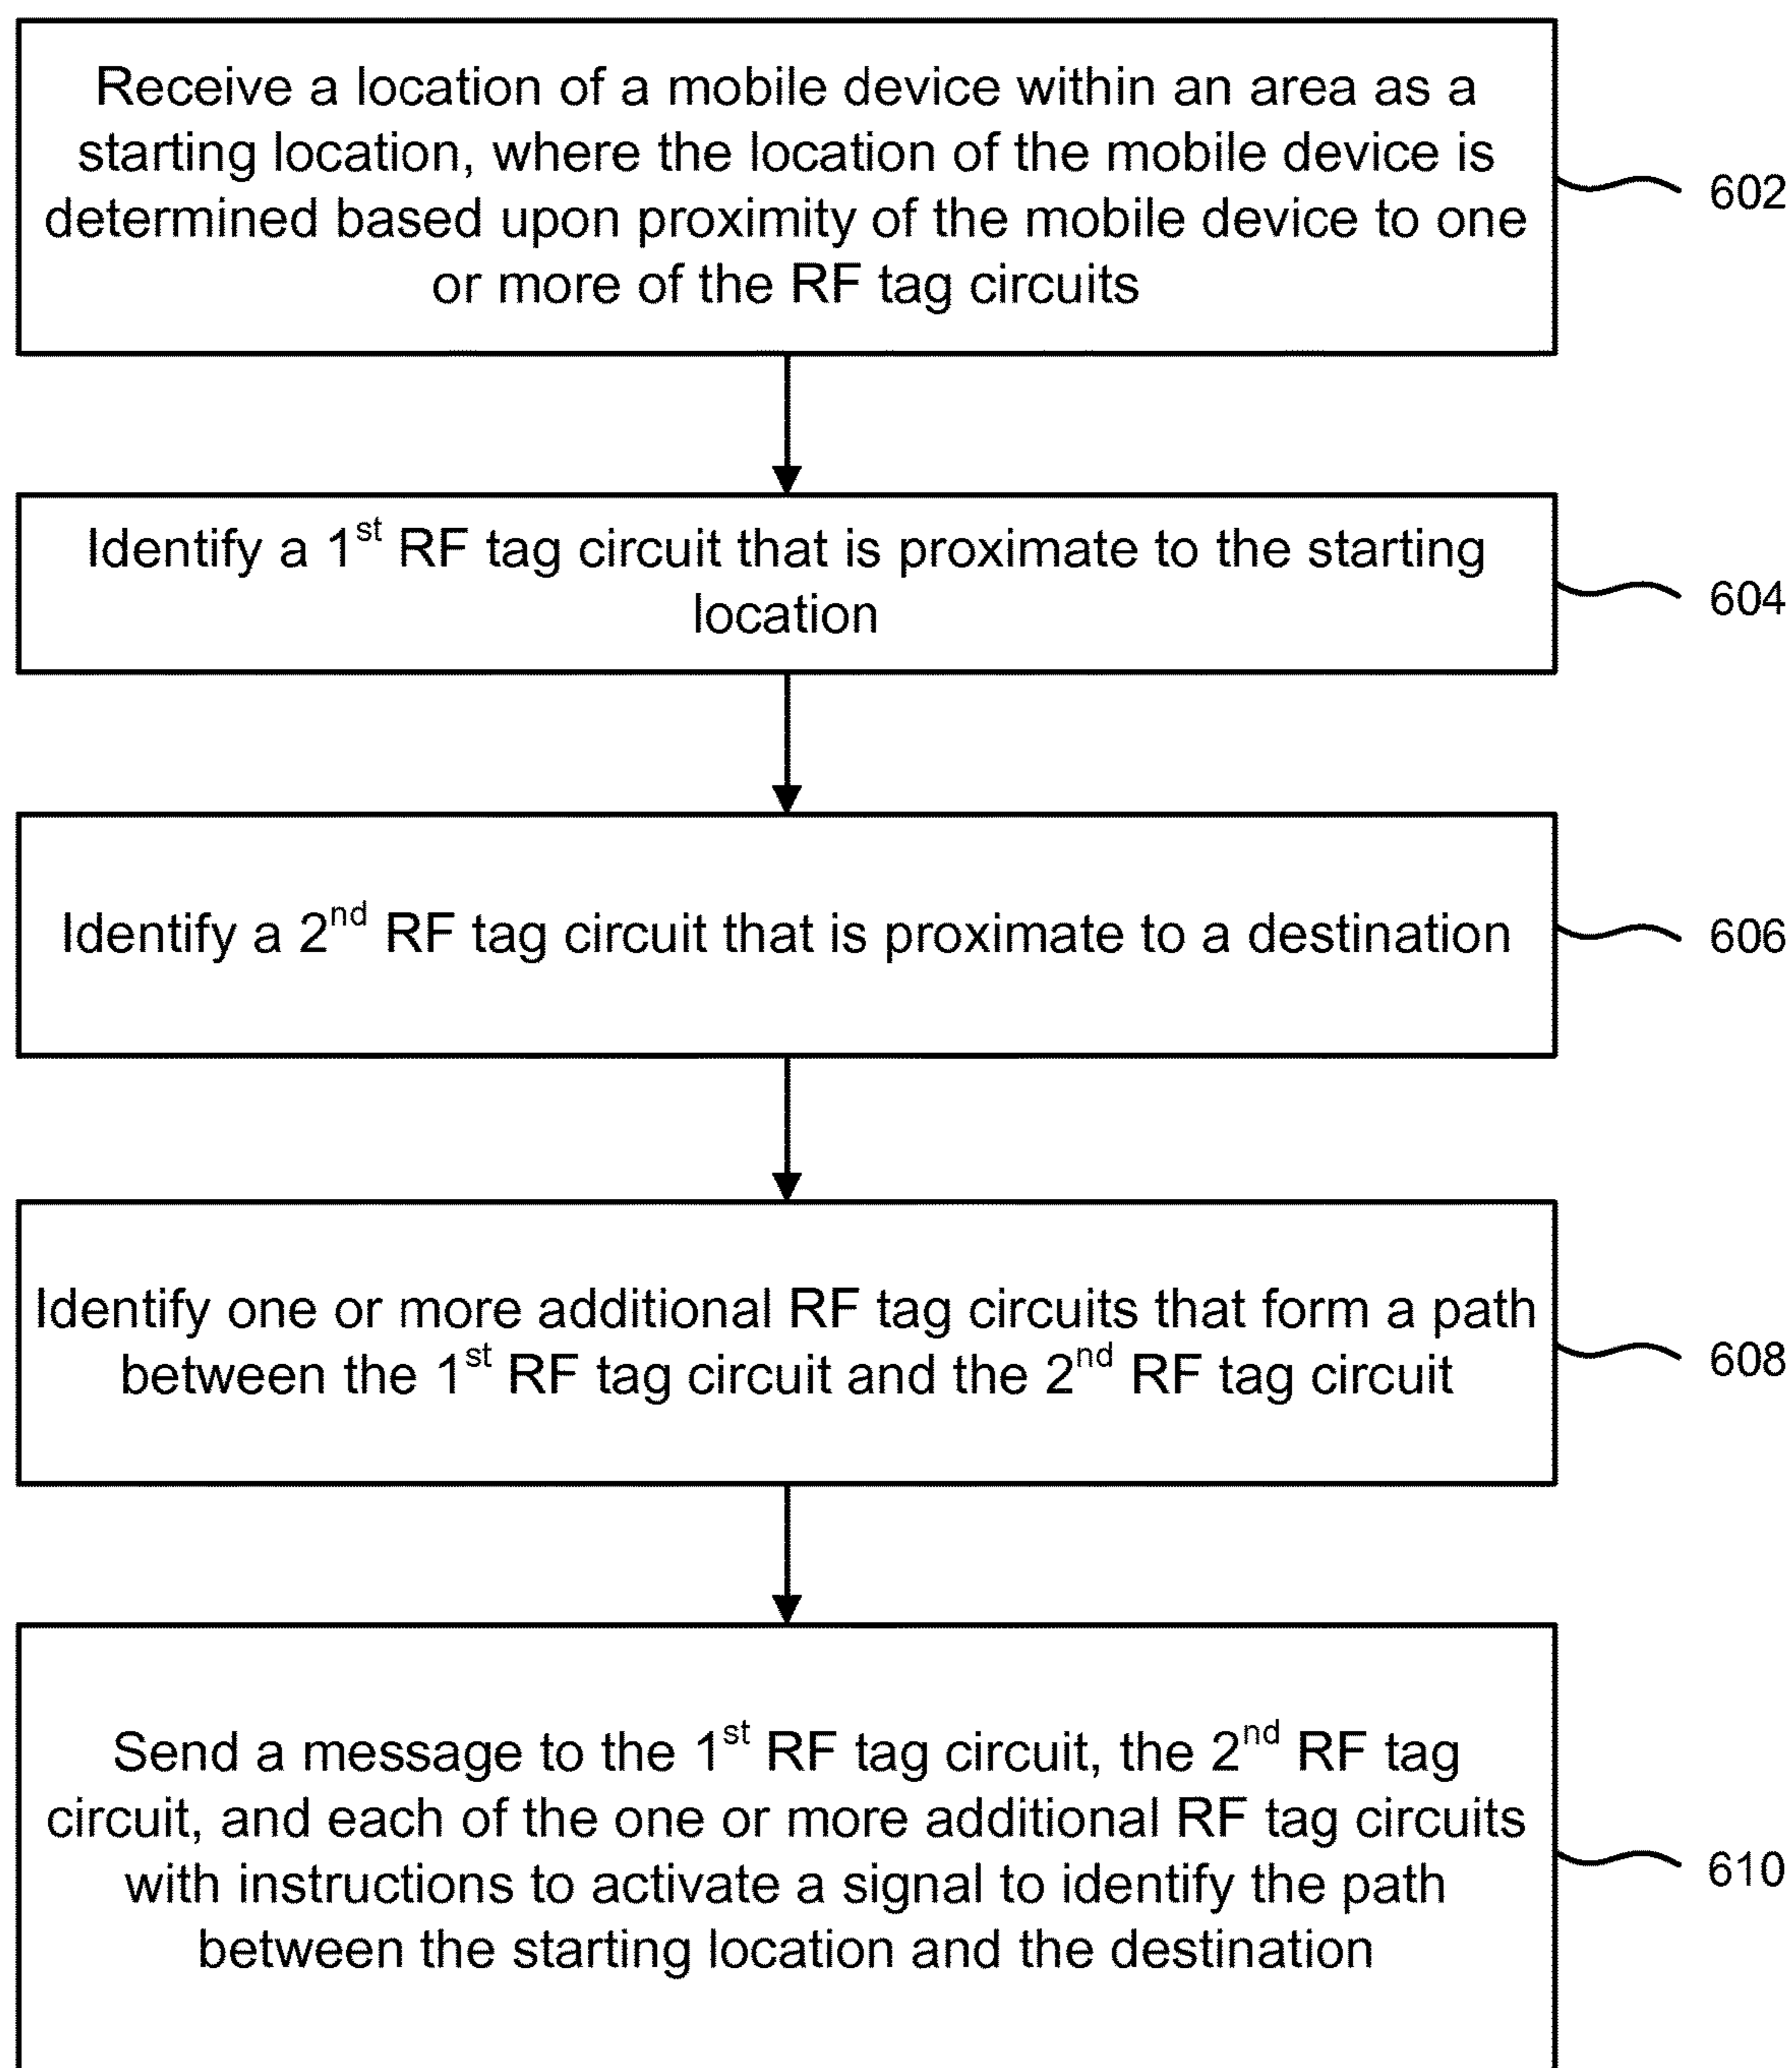 Receive a location of a mobile device within an area as a
starting location, where the location of the mobile device is
determined based upon proximity of the mobile device to one
or more of the RF tag circuits
602
Identify a 1st RF tag circuit that is proximate to the starting
location
604
Identify a 2nd RF tag circuit that is proximate to a destination
606
Identify one or more additional RF tag circuits that form a path
between the 1st RF tag circuit and the 2nd RF tag circuit
608
Send a message to the 1st RF tag circuit, the 2nd RF tag
circuit, and each of the one or more additional RF tag circuits
with instructions to activate a signal to identify the path
between the starting location and the destination
610